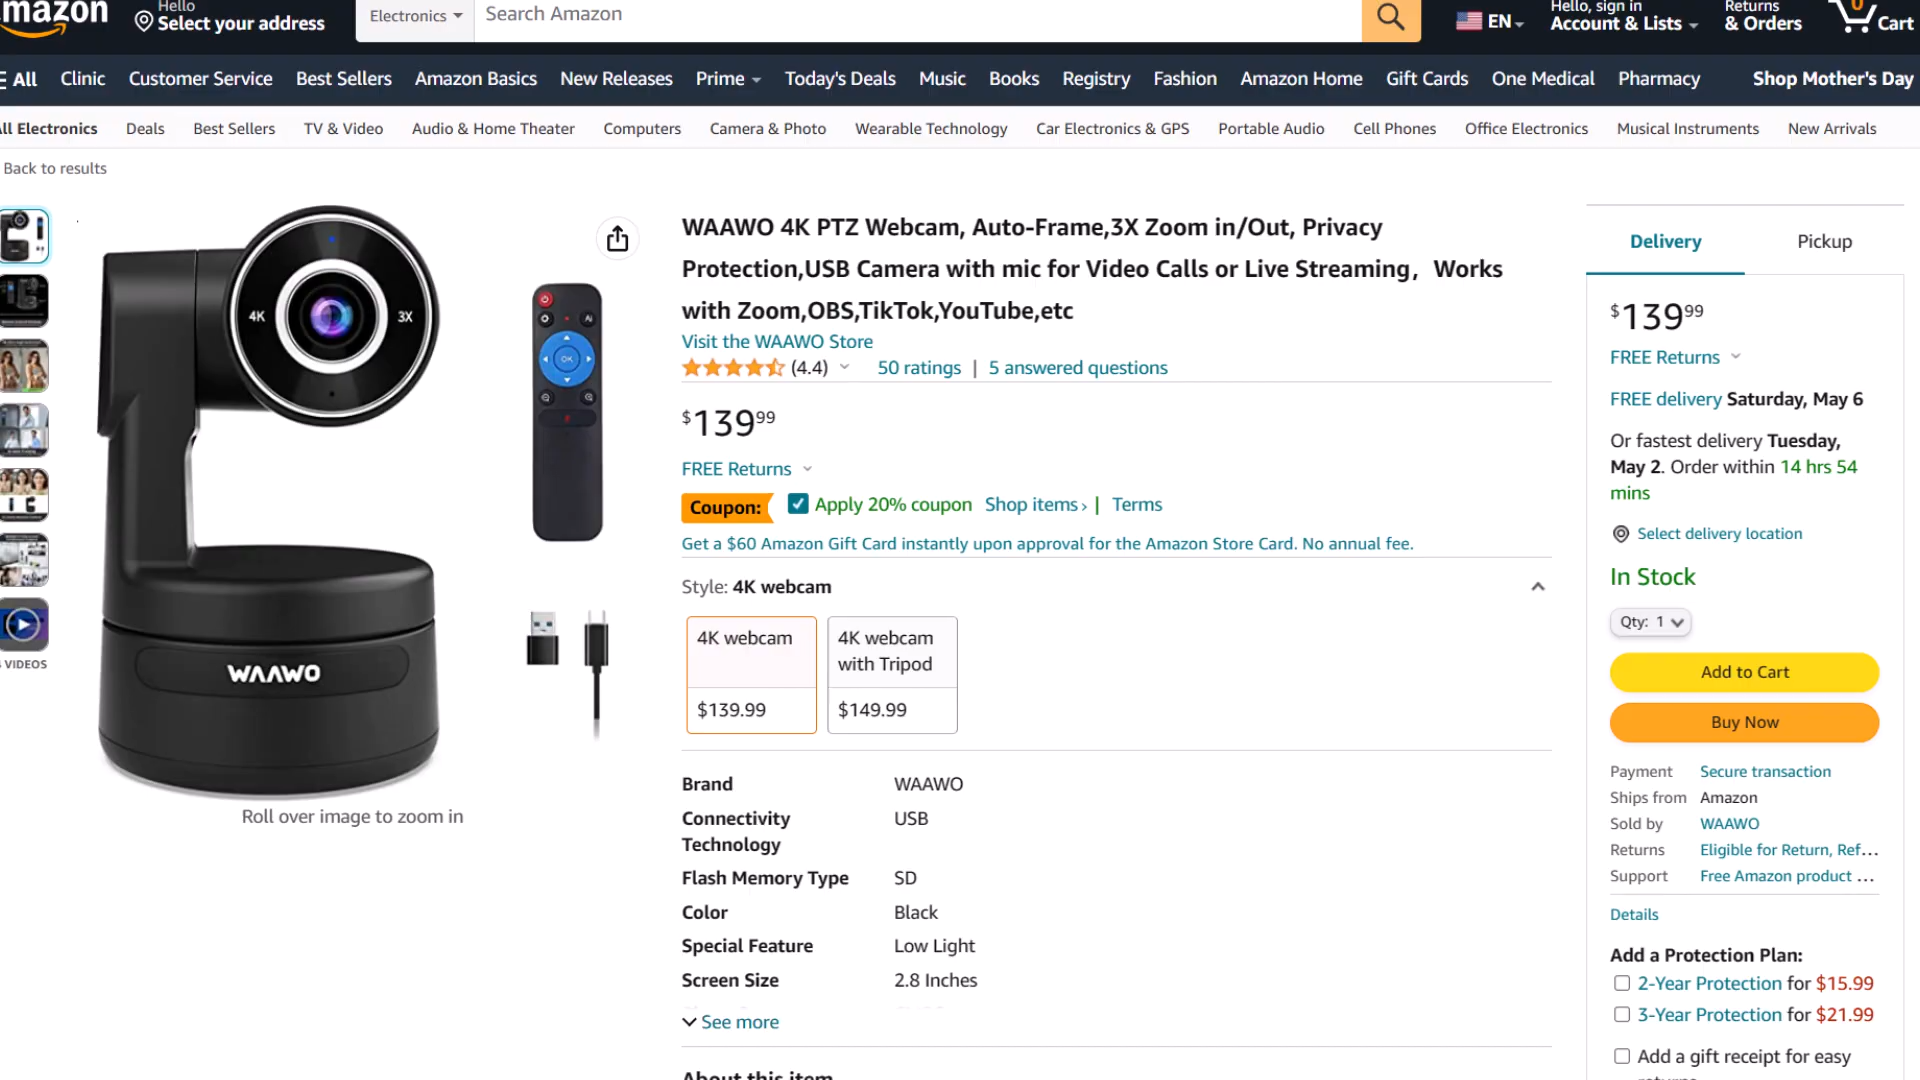 Hello
Select your address
Electronics
Search Amazon
EN
Hello, sign in
Account & Lists
Returns
& Orders
0
Cart
All
Clinic
Customer Service
Best Sellers
Amazon Basics
New Releases
Prime
Today's Deals
Music
Books
Registry
Fashion
Amazon Home
Gift Cards
One Medical
Pharmacy
Shop Mother's Day
ll Electronics
Deals
Best Sellers
TV & Video
Audio & Home Theater
Computers
Camera & Photo
Wearable Technology
Car Electronics & GPS
Portable Audio
Cell Phones
Office Electronics
Musical Instruments
New Arrivals
Back to results
VIDEOS
4K
3X
WAAWO
OK
Ai
Roll over image to zoom in
WAAWO 4K PTZ Webcam, Auto-Frame,3X Zoom in/Out, Privacy
Protection,USB Camera with mic for Video Calls or Live Streaming，Works
with Zoom,OBS,TikTok,YouTube,etc
Visit the WAAWO Store
(4.4)
50 ratings | 5 answered questions
$139 99
FREE Returns
Coupon: Apply 20% coupon Shop items › | Terms
Get a $60 Amazon Gift Card instantly upon approval for the Amazon Store Card. No annual fee.
Style: 4K webcam
4K webcam
$139.99
4K webcam
with Tripod
$149.99
Brand WAAWO
Connectivity USB
Technology
Flash Memory Type SD
Color Black
Special Feature Low Light
Screen Size 2.8 Inches
See more
About this item
Delivery
Pickup
$139 99
FREE Returns
FREE delivery Saturday, May 6
Or fastest delivery Tuesday,
May 2. Order within 14 hrs 54
mins
Select delivery location
In Stock
Qty: 1
Add to Cart
Buy Now
Payment Secure transaction
Ships from Amazon
Sold by WAAWO
Returns Eligible for Return, Ref...
Support Free Amazon product ...
Details
Add a Protection Plan:
2-Year Protection for $15.99
3-Year Protection for $21.99
Add a gift receipt for easy
returns